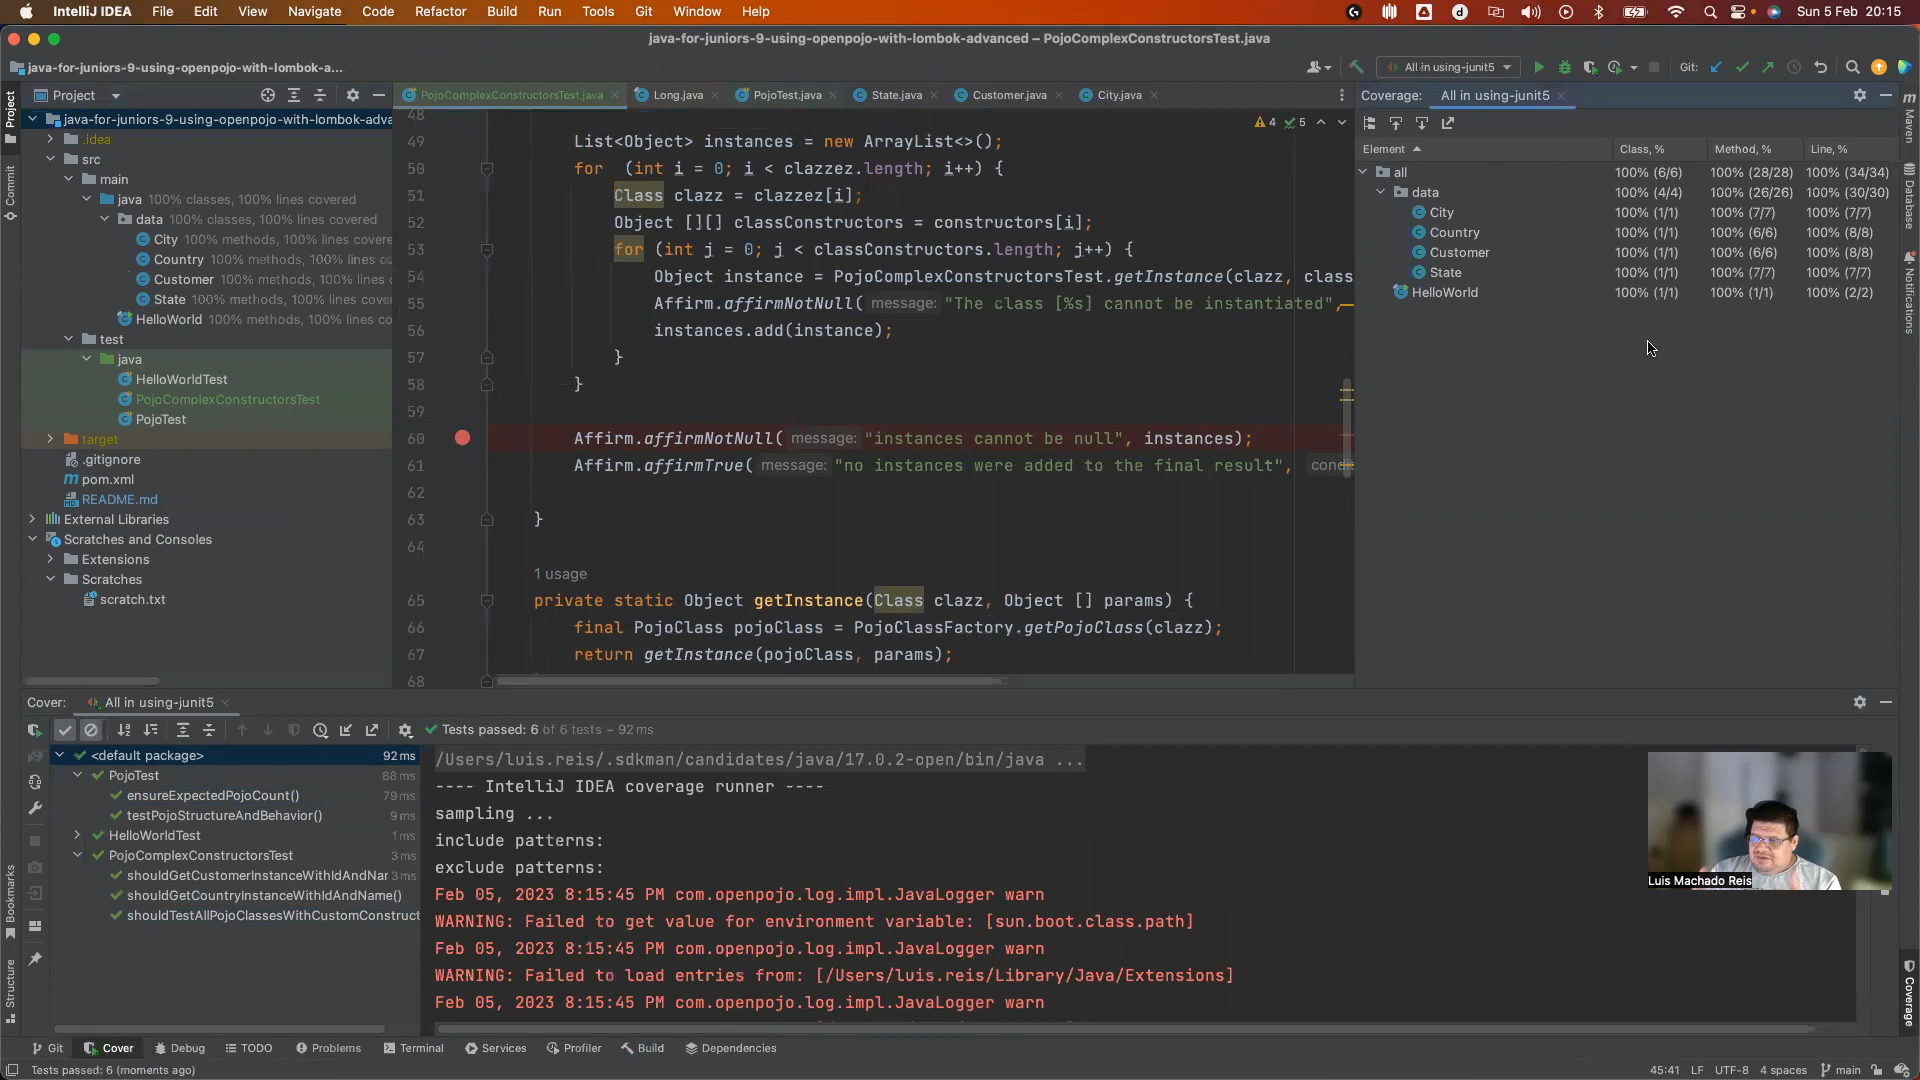 IntelliJ IDEA File Edit View Navigate Code Refactor Build Run Tools Git Window Help Sun 5 Feb 20:15
java-for-juniors-9-using-openpojo-with-lombok-advanced – PojoComplexConstructorsTest.java
java-for-juniors-9-using-openpojo-with-lombok-a... All in using-junit5 Git:
Project
Commit
Bookmarks
Structure
Project
java-for-juniors-9-using-openpojo-with-lombok-adva
.idea
src
main
java 100% classes, 100% lines covered
data 100% classes, 100% lines covered
City 100% methods, 100% lines covere
Country 100% methods, 100% lines c
Customer 100% methods, 100% lines
State 100% methods, 100% lines cove
HelloWorld 100% methods, 100% lines co
test
java
HelloWorldTest
PojoComplexConstructorsTest
PojoTest
target
.gitignore
pom.xml
README.md
External Libraries
Scratches and Consoles
Extensions
Scratches
scratch.txt
PojoComplexConstructorsTest.java Long.java PojoTest.java State.java Customer.java City.java
4 5
48
49 List<Object> instances = new ArrayList<>();
50 for (int i = 0; i < clazzez.length; i++) {
51 Class clazz = clazzez[i];
52 Object [][] classConstructors = constructors[i];
53 for (int j = 0; j < classConstructors.length; j++) {
54 Object instance = PojoComplexConstructorsTest.getInstance(clazz, class
55 Affirm.affirmNotNull( message: "The class [%s] cannot be instantiated",
56 instances.add(instance);
57 }
58 }
59
60 Affirm.affirmNotNull( message: "instances cannot be null", instances);
61 Affirm.affirmTrue( message: "no instances were added to the final result", condi
62
63 }
64
1 usage
65 private static Object getInstance(Class clazz, Object [] params) {
66 final PojoClass pojoClass = PojoClassFactory.getPojoClass(clazz);
67 return getInstance(pojoClass, params);
68
Coverage: All in using-junit5
Element Class, % Method, % Line, %
all 100% (6/6) 100% (28/28) 100% (34/34)
data 100% (4/4) 100% (26/26) 100% (30/30)
City 100% (1/1) 100% (7/7) 100% (7/7)
Country 100% (1/1) 100% (6/6) 100% (8/8)
Customer 100% (1/1) 100% (6/6) 100% (8/8)
State 100% (1/1) 100% (7/7) 100% (7/7)
HelloWorld 100% (1/1) 100% (1/1) 100% (2/2)
Maven
Database
Notifications
Coverage
Cover: All in using-junit5
Tests passed: 6 of 6 tests – 92 ms
<default package> 92 ms
PojoTest 88 ms
ensureExpectedPojoCount() 79 ms
testPojoStructureAndBehavior() 9 ms
HelloWorldTest 1 ms
PojoComplexConstructorsTest 3 ms
shouldGetCustomerInstanceWithIdAndNar 3 ms
shouldGetCountryInstanceWithIdAndName()
shouldTestAllPojoClassesWithCustomConstruct
/Users/luis.reis/.sdkman/candidates/java/17.0.2-open/bin/java ...
---- IntelliJ IDEA coverage runner ----
sampling ...
include patterns:
exclude patterns:
Feb 05, 2023 8:15:45 PM com.openpojo.log.impl.JavaLogger warn
WARNING: Failed to get value for environment variable: [sun.boot.class.path]
Feb 05, 2023 8:15:45 PM com.openpojo.log.impl.JavaLogger warn
WARNING: Failed to load entries from: [/Users/luis.reis/Library/Java/Extensions]
Feb 05, 2023 8:15:45 PM com.openpojo.log.impl.JavaLogger warn
Luis Machado Reis
Git Cover Debug TODO Problems Terminal Services Profiler Build Dependencies
Tests passed: 6 (moments ago) 45:41 LF UTF-8 4 spaces main